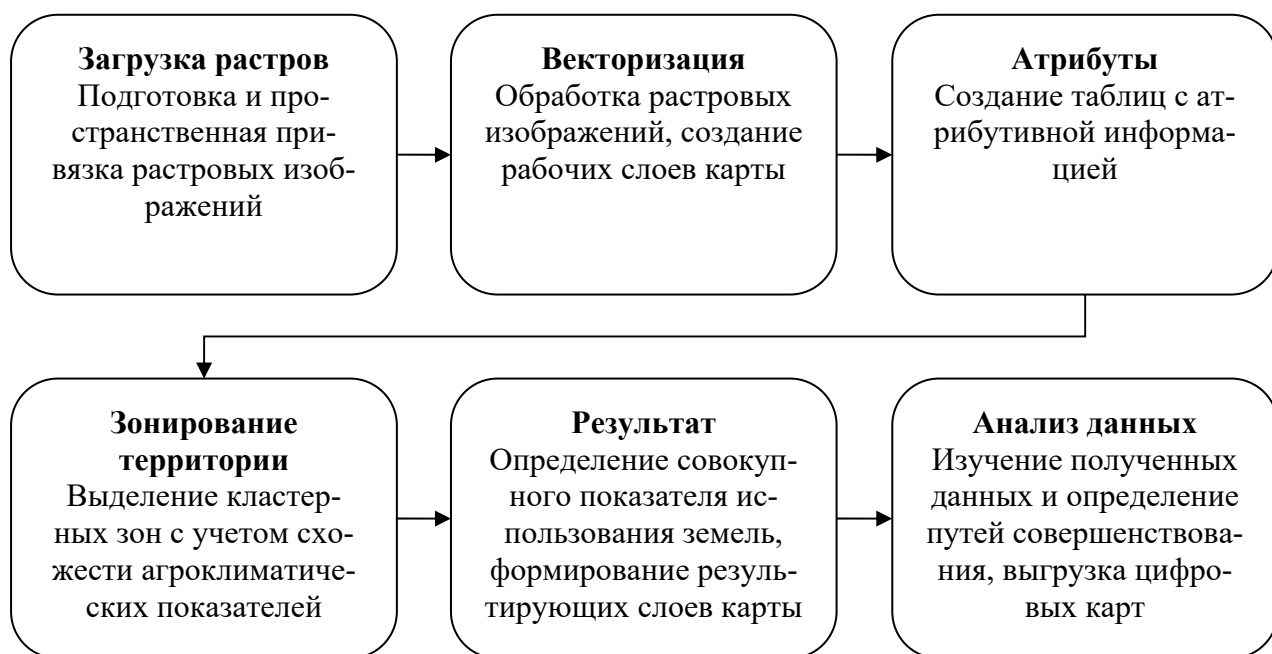 Загрузка растров
Подготовка и про-
странственная при-
вязка растровых изоб-
ражений
Векторизация
Обработка растровых
изображений, создание
рабочих слоев карты
Атрибуты
Создание таблиц с ат-
рибутивной информа-
цией
Зонирование
территории
Выделение кластер-
ных зон с учетом схо-
жести агроклиматиче-
ских показателей
Результат
Определение совокуп-
ного показателя ис-
пользования земель,
формирование резуль-
тирующих слоев карты
Анализ данных
Изучение полученных
данных и определение
путей совершенствова-
ния, выгрузка цифро-
вых карт